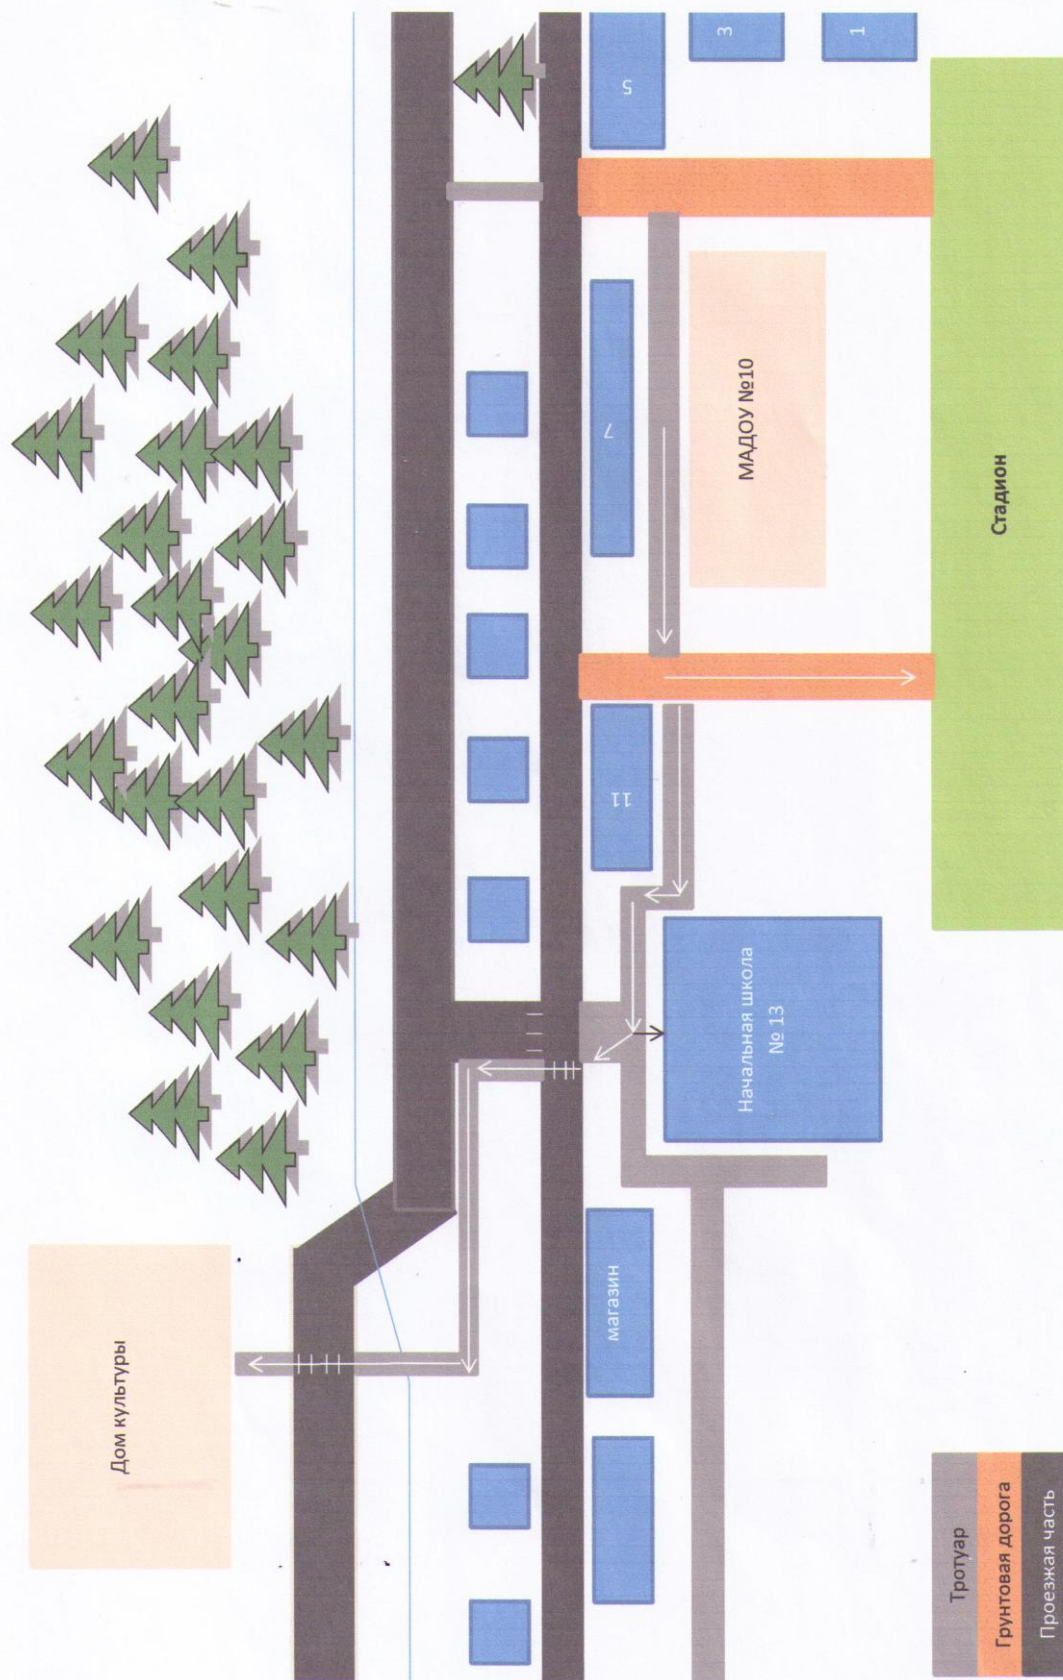 Дом культуры
5
3
1
7
МАДОУ №10
Стадион
11
Начальная школа
№ 13
магазин
Тротуар
Грунтовая дорога
Проезжая часть